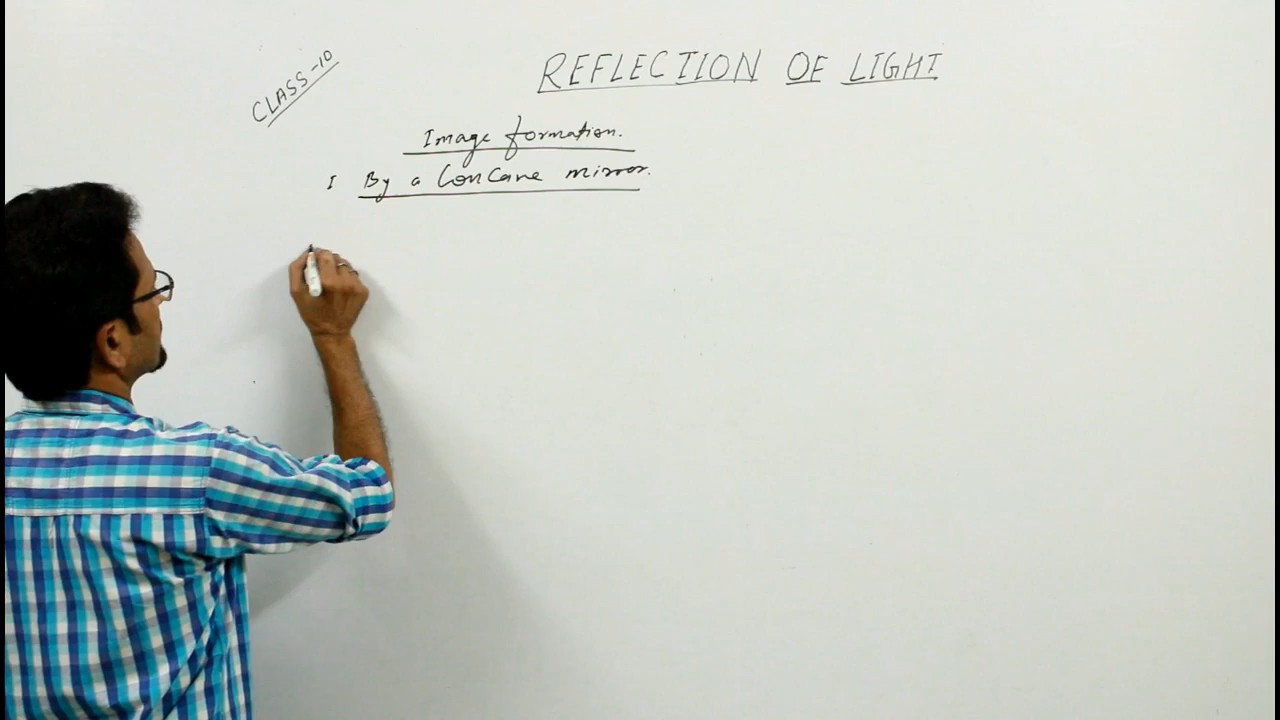 CLASS-10
REFLECTION OF LIGHT
Image formation.
I By a Concave mirror.